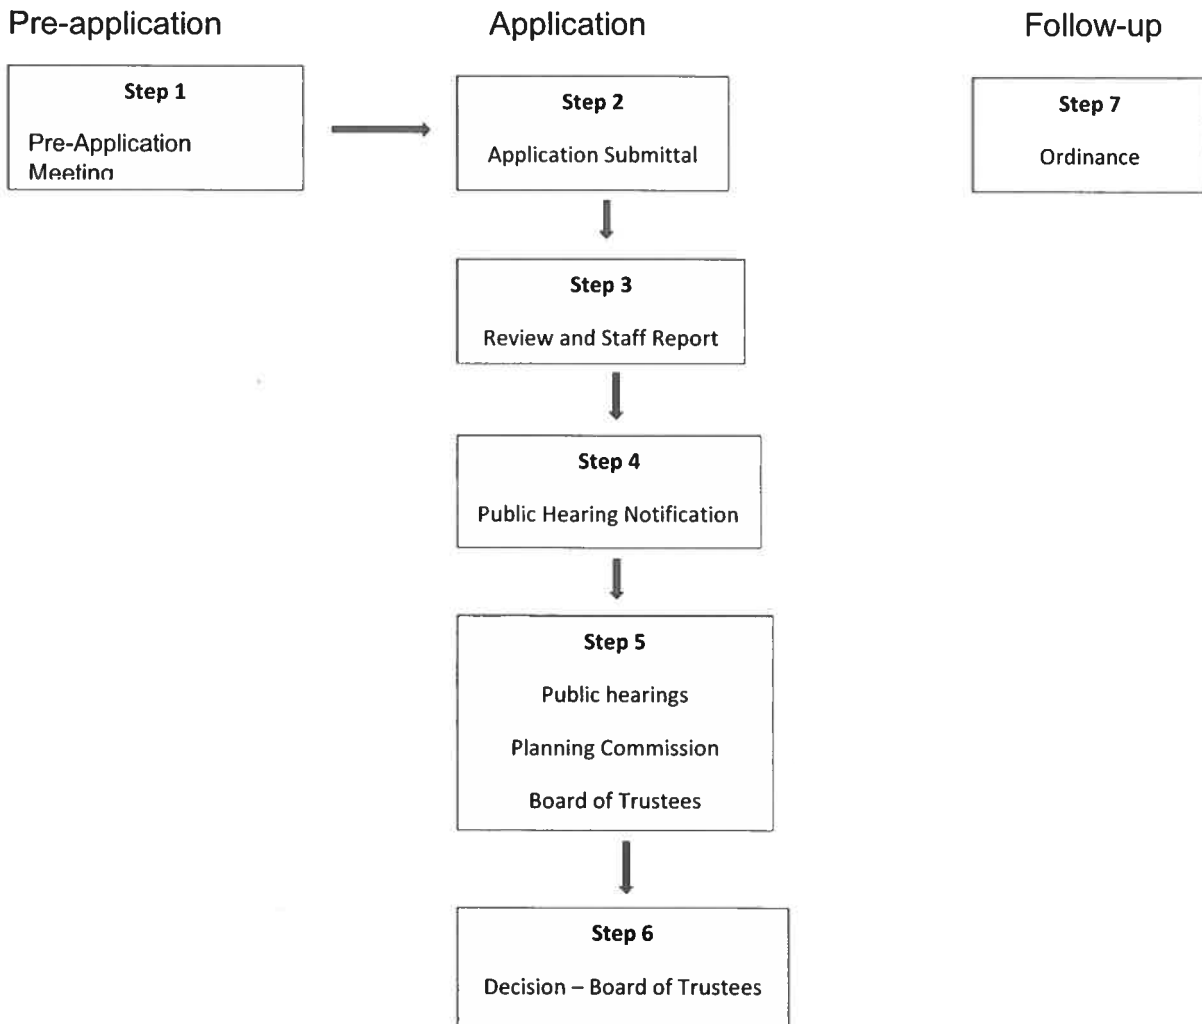 Pre-application
Application
Follow-up
Step 1
Pre-Application
Meeting
Step 2
Application Submittal
Step 3
Review and Staff Report
Step 4
Public Hearing Notification
Step 5
Public hearings
Planning Commission
Board of Trustees
Step 6
Decision – Board of Trustees
Step 7
Ordinance